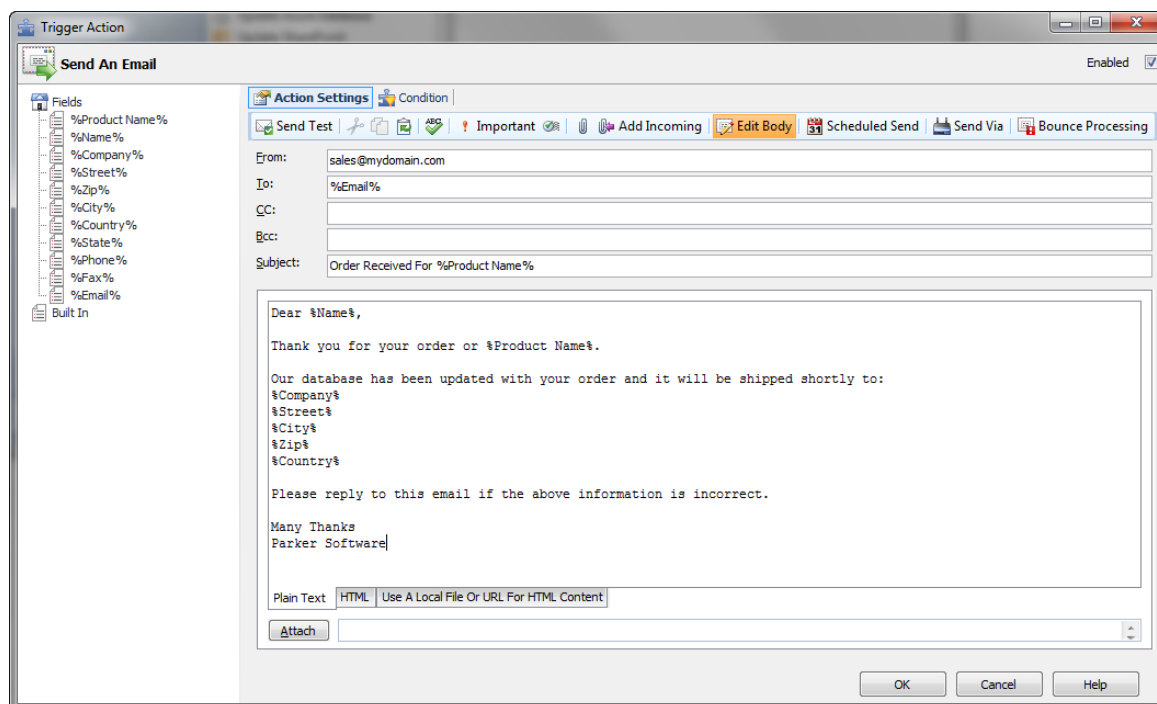 Trigger Action
Send An Email
Enabled
Fields
%Product Name%
%Name%
%Company%
%Street%
%Zip%
%City%
%Country%
%State%
%Phone%
%Fax%
%Email%
Built In
Action Settings Condition
Send Test ABC Important Add Incoming Edit Body 31 Scheduled Send Send Via Bounce Processing
From: sales@mydomain.com
To: %Email%
CC:
Bcc:
Subject: Order Received For %Product Name%
Dear %Name%,
Thank you for your order or %Product Name%.
Our database has been updated with your order and it will be shipped shortly to:
%Company%
%Street%
%City%
%Zip%
%Country%
Please reply to this email if the above information is incorrect.
Many Thanks
Parker Software
Plain Text HTML Use A Local File Or URL For HTML Content
Attach
OK Cancel Help